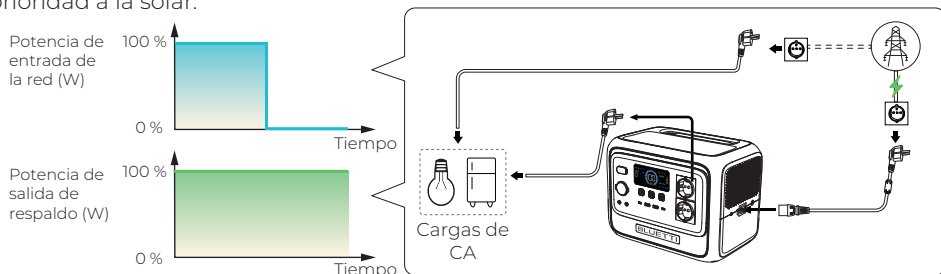 prioridad a la solar.
Potencia de
entrada de
la red (W)
100 %
0 %
Tiempo
Potencia de
salida de
respaldo (W)
100 %
0 %
Tiempo
Cargas de
CA
BLUETTI